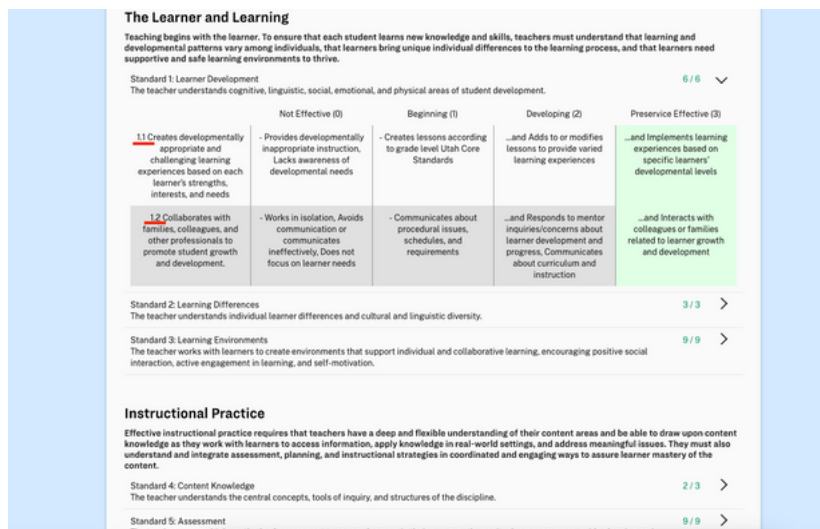 The Learner and Learning
Teaching begins with the learner. To ensure that each student learns new knowledge and skills, teachers must understand that learning and
developmental patterns vary among individuals, that learners bring unique individual differences to the learning process, and that learners need
supportive and safe learning environments to thrive.
Standard 1: Learner Development
6 / 6
The teacher understands cognitive, linguistic, social, emotional, and physical areas of student development.
Not Effective (0)
Beginning (1)
Developing (2)
Preservice Effective (3)
1.1 Creates developmentally
appropriate and
challenging learning
experiences based on each
learner's strengths,
interests, and needs
- Provides developmentally
inappropriate instruction,
Lacks awareness of
developmental needs
- Creates lessons according
to grade level Utah Core
Standards
...and Adds to or modifies
lessons to provide varied
learning experiences
...and Implements learning
experiences based on
specific learners'
developmental levels
1.2 Collaborates with
families, colleagues, and
other professionals to
promote student growth
and development.
- Works in isolation, Avoids
communication or
communicates
ineffectively, Does not
focus on learner needs
- Communicates about
procedural issues,
schedules, and
requirements
...and Responds to mentor
inquiries/concerns about
learner development and
progress, Communicates
about curriculum and
instruction
...and Interacts with
colleagues or families
related to learner growth
and development
Standard 2: Learning Differences
3 / 3
The teacher understands individual learner differences and cultural and linguistic diversity.
Standard 3: Learning Environments
9 / 9
The teacher works with learners to create environments that support individual and collaborative learning, encouraging positive social
interaction, active engagement in learning, and self-motivation.
Instructional Practice
Effective instructional practice requires that teachers have a deep and flexible understanding of their content areas and be able to draw upon content
knowledge as they work with learners to access information, apply knowledge in real-world settings, and address meaningful issues. They must also
understand and integrate assessment, planning, and instructional strategies in coordinated and engaging ways to assure learner mastery of the
content.
Standard 4: Content Knowledge
2 / 3
The teacher understands the central concepts, tools of inquiry, and structures of the discipline.
Standard 5: Assessment
9 / 9